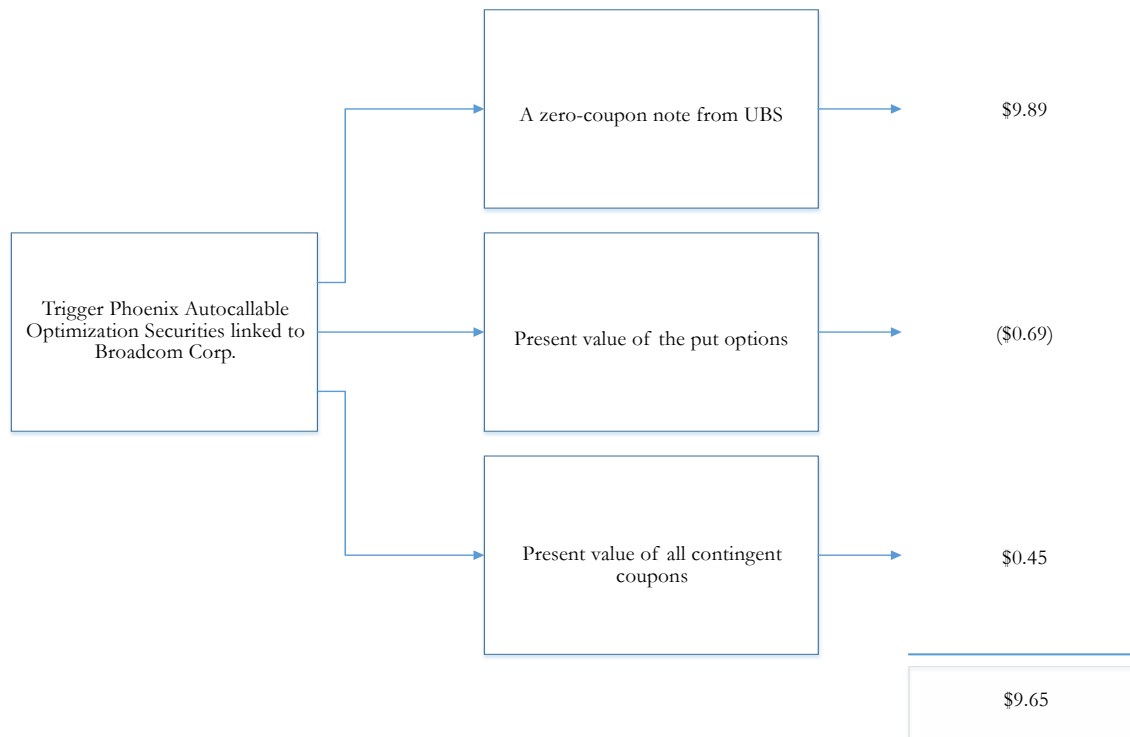 A zero-coupon note from UBS
$9.89
Trigger Phoenix Autocallable
Optimization Securities linked to
Broadcom Corp.
Present value of the put options
($0.69)
Present value of all contingent
coupons
$0.45
$9.65